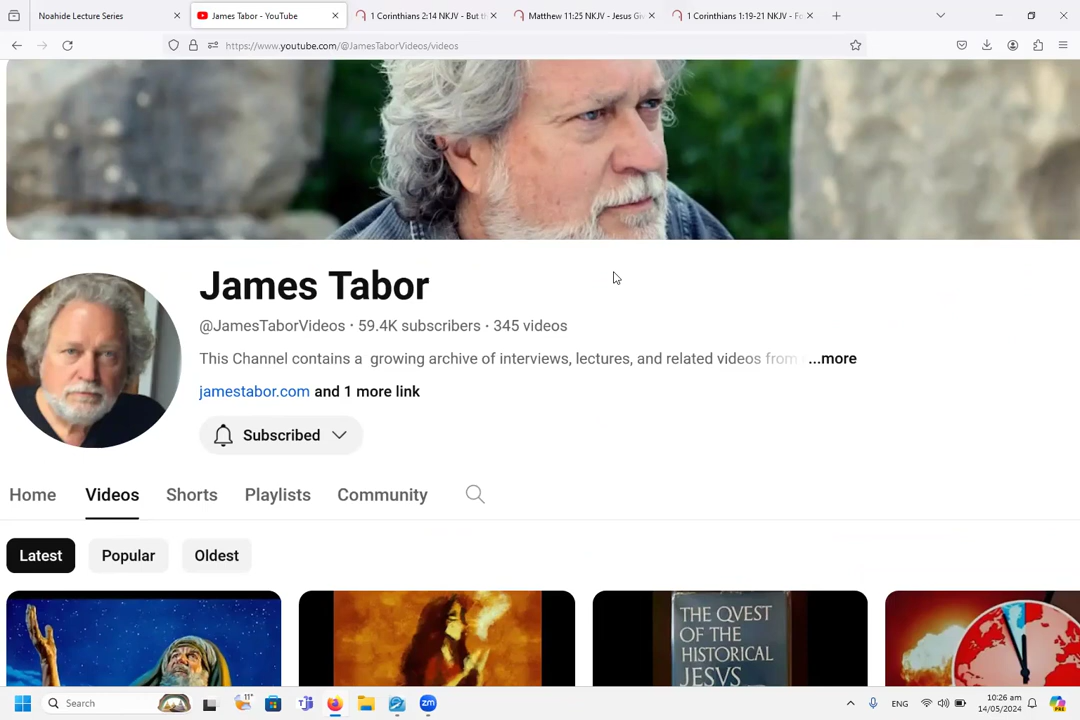 Noahide Lecture Series
James Tabor - YouTube
1 Corinthians 2:14 NKJV - But th
Matthew 11:25 NKJV - Jesus Giv
1 Corinthians 1:19-21 NKJV - Fo
https://www.youtube.com/@JamesTaborVideos/videos
James Tabor
@JamesTaborVideos · 59.4K subscribers · 345 videos
This Channel contains a growing archive of interviews, lectures, and related videos from ...more
jamestabor.com and 1 more link
Subscribed
Home Videos Shorts Playlists Community
Latest Popular Oldest
THE QVEST
OF THE
HISTORICAL
JESVS
Search
11°
ENG
10:26 am
14/05/2024